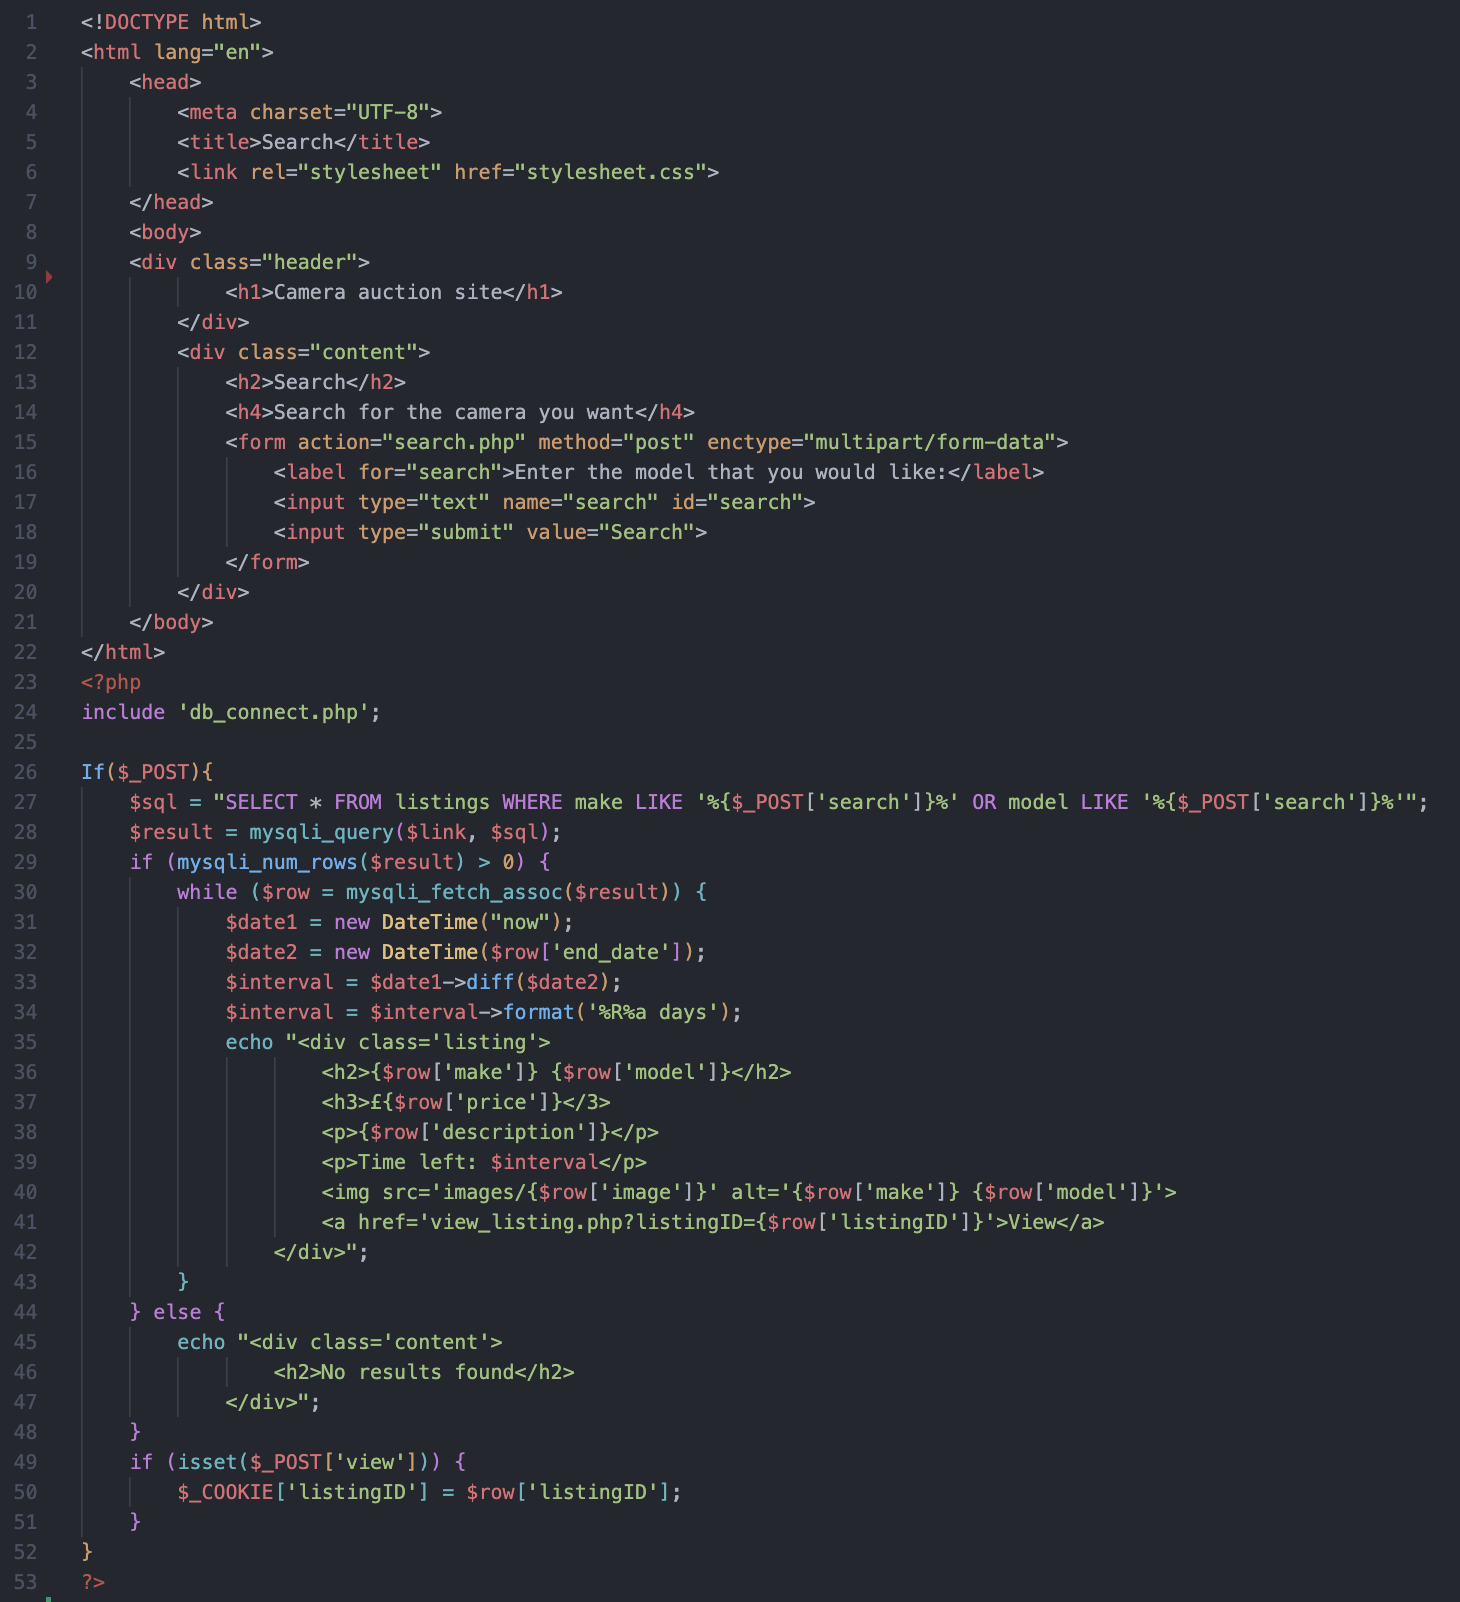 1 <!DOCTYPE html>
2 <html lang="en">
3 <head>
4 <meta charset="UTF-8">
5 <title>Search</title>
6 <link rel="stylesheet" href="stylesheet.css">
7 </head>
8 <body>
9 <div class="header">
10 <h1>Camera auction site</h1>
11 </div>
12 <div class="content">
13 <h2>Search</h2>
14 <h4>Search for the camera you want</h4>
15 <form action="search.php" method="post" enctype="multipart/form-data">
16 <label for="search">Enter the model that you would like:</label>
17 <input type="text" name="search" id="search">
18 <input type="submit" value="Search">
19 </form>
20 </div>
21 </body>
22 </html>
23 <?php
24 include 'db_connect.php';
25
26 If($_POST){
27 $sql = "SELECT * FROM listings WHERE make LIKE '%{$_POST['search']}%' OR model LIKE '%{$_POST['search']}%'";
28 $result = mysqli_query($link, $sql);
29 if (mysqli_num_rows($result) > 0) {
30 while ($row = mysqli_fetch_assoc($result)) {
31 $date1 = new DateTime("now");
32 $date2 = new DateTime($row['end_date']);
33 $interval = $date1->diff($date2);
34 $interval = $interval->format('%R%a days');
35 echo "<div class='listing'>
36 <h2>{$row['make']} {$row['model']}</h2>
37 <h3>£{$row['price']}</3>
38 <p>{$row['description']}</p>
39 <p>Time left: $interval</p>
40 <img src='images/{$row['image']}' alt='{$row['make']} {$row['model']}'>
41 <a href='view_listing.php?listingID={$row['listingID']}'>View</a>
42 </div>";
43 }
44 } else {
45 echo "<div class='content'>
46 <h2>No results found</h2>
47 </div>";
48 }
49 if (isset($_POST['view'])) {
50 $_COOKIE['listingID'] = $row['listingID'];
51 }
52 }
53 ?>